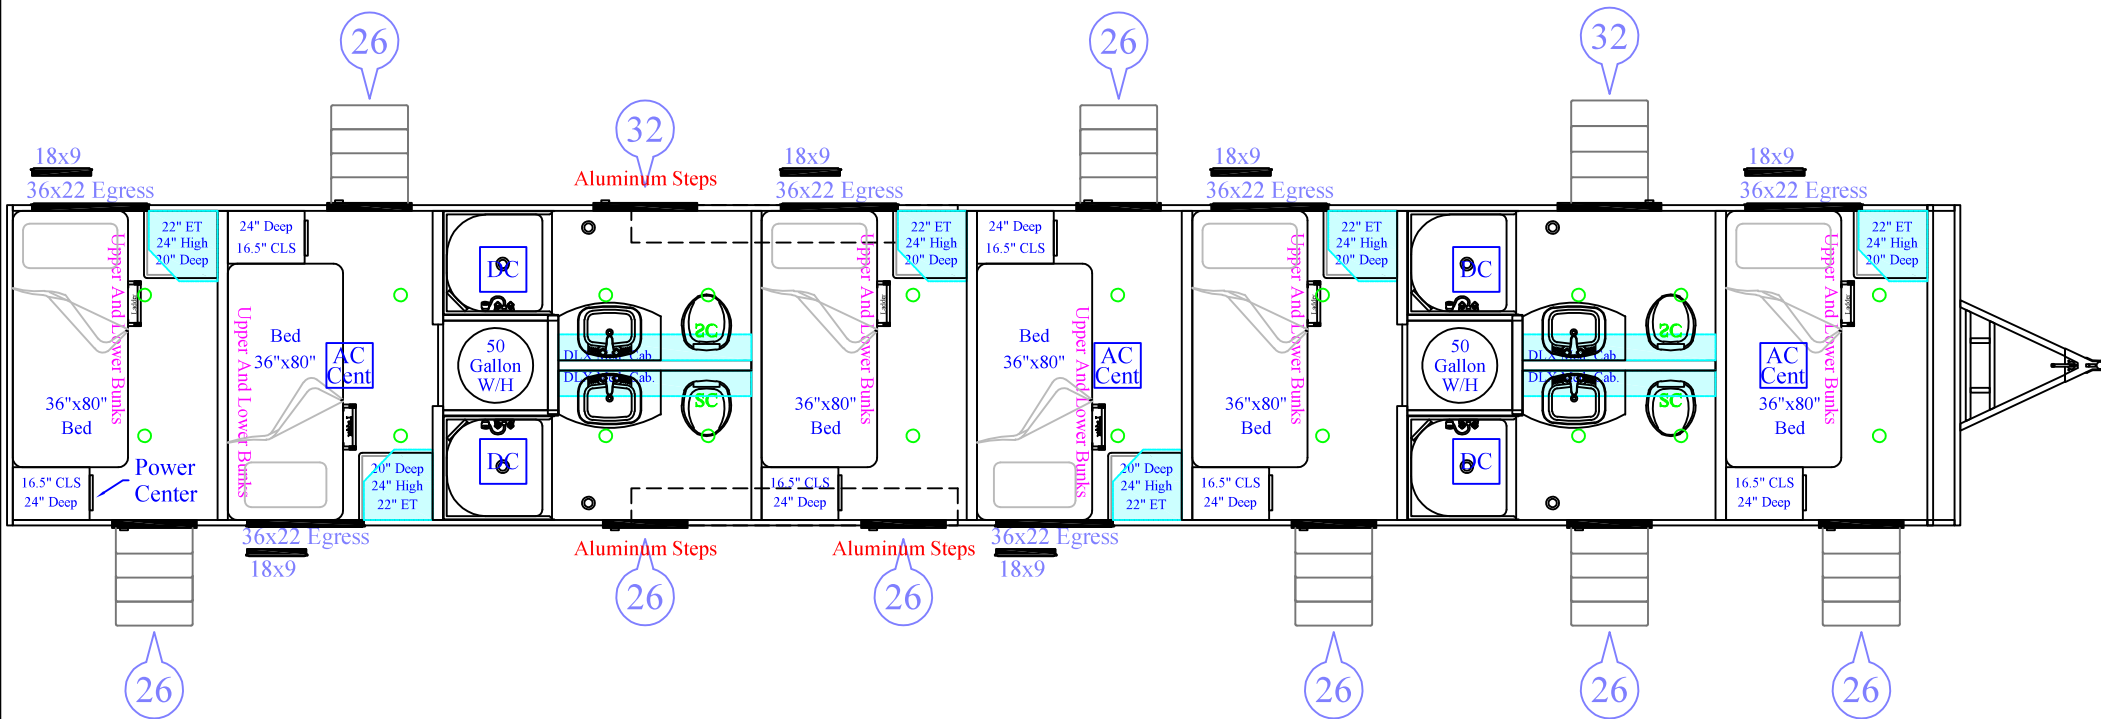 26
26
32
32
18x9
Aluminum Steps
18x9
18x9
18x9
36x22 Egress
36x22 Egress
36x22 Egress
36x22 Egress
22" ET
24" High
20" Deep
24" Deep
16.5" CLS
22" ET
24" High
20" Deep
24" Deep
16.5" CLS
22" ET
24" High
20" Deep
22" ET
24" High
20" Deep
Upper And Lower Bunks
Ladder
Upper And Lower Bunks
DC
Upper And Lower Bunks
Ladder
Upper And Lower Bunks
Upper And Lower Bunks
Ladder
DC
Upper And Lower Bunks
Ladder
Bed
36"x80"
AC
Cent
50
Gallon
W/H
SC
SC
Bed
36"x80"
AC
Cent
50
Gallon
W/H
SC
SC
AC
Cent
36"x80"
Bed
36"x80"
Bed
36"x80"
Bed
36"x80"
Bed
Power
Center
16.5" CLS
24" Deep
20" Deep
24" High
22" ET
DC
16.5" CLS
24" Deep
20" Deep
24" High
22" ET
16.5" CLS
24" Deep
DC
16.5" CLS
24" Deep
36x22 Egress
18x9
Aluminum Steps
Aluminum Steps
36x22 Egress
18x9
26
26
26
26
26
26